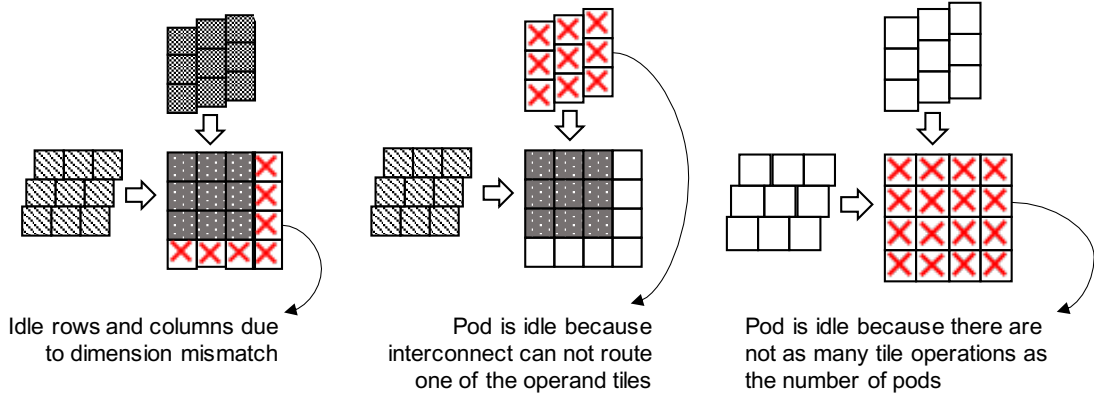 Idle rows and columns due
to dimension mismatch
Pod is idle because
interconnect can not route
one of the operand tiles
Pod is idle because there are
not as many tile operations as
the number of pods